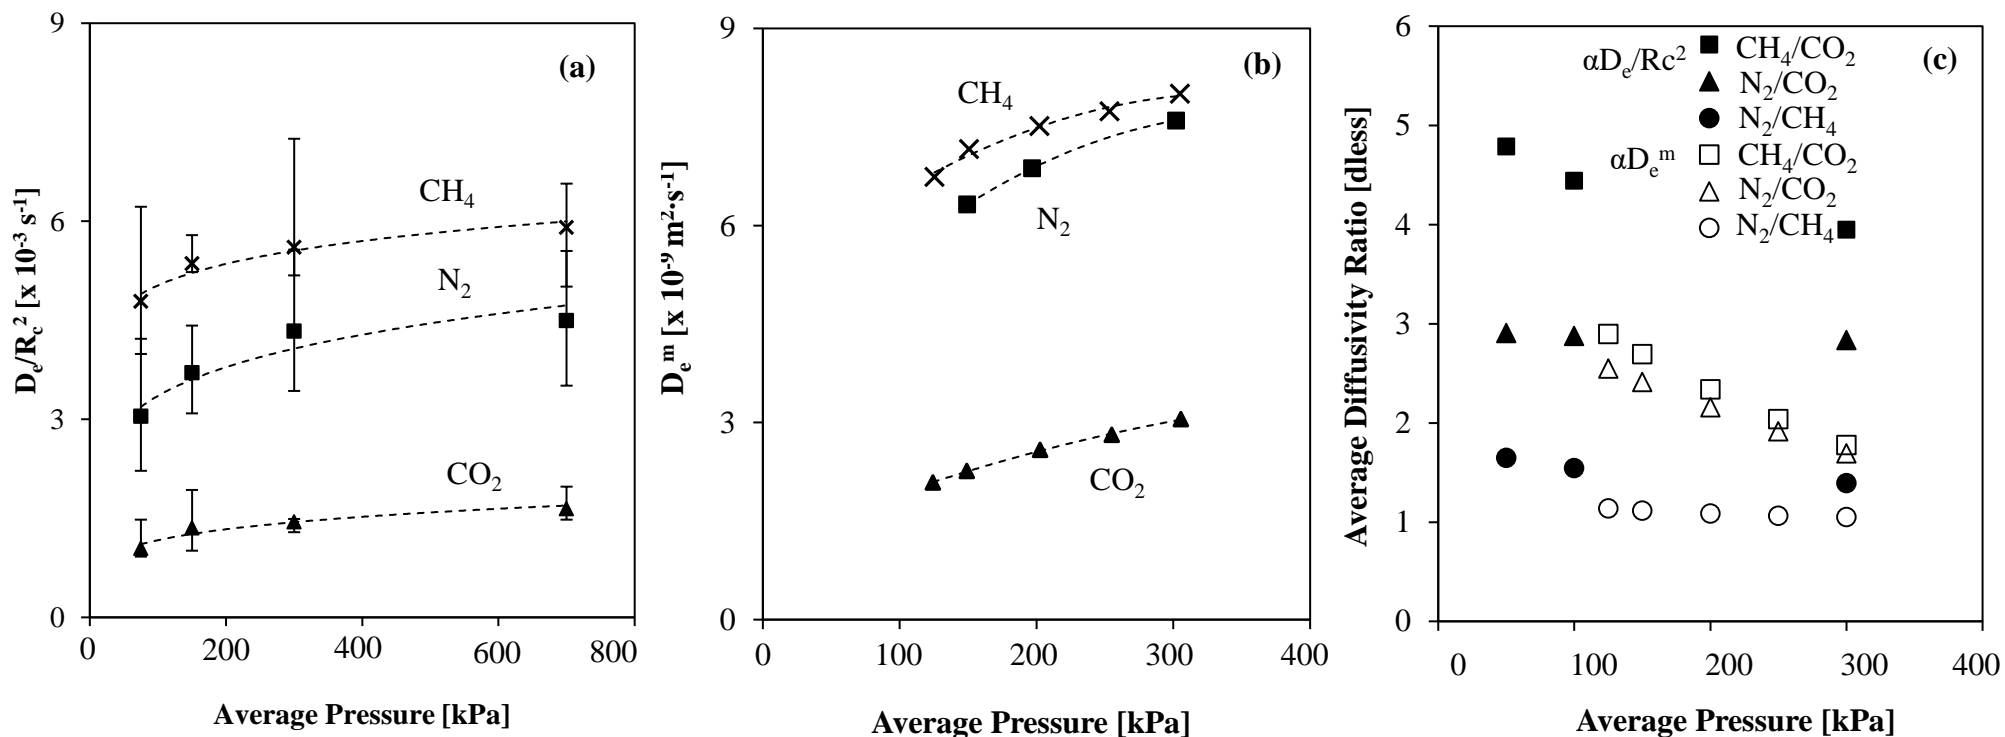 (a)
9
6
3
0
0
200
400
600
800
CH₄
N₂
CO₂
Dₑ/R_c² [x 10⁻³ s⁻¹]
Average Pressure [kPa]
(b)
9
6
3
0
0
100
200
300
400
CH₄
N₂
CO₂
Dₑᵐ [x 10⁻⁹ m²·s⁻¹]
Average Pressure [kPa]
(c)
6
5
4
3
2
1
0
0
100
200
300
400
αDₑ/Rc²
CH₄/CO₂
N₂/CO₂
N₂/CH₄
αDₑᵐ
CH₄/CO₂
N₂/CO₂
N₂/CH₄
Average Diffusivity Ratio [dless]
Average Pressure [kPa]